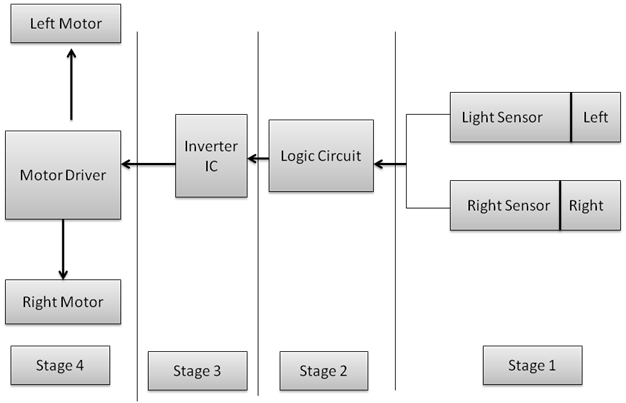 Left Motor
Light Sensor
Left
Inverter
IC
Logic Circuit
Motor Driver
Right Sensor
Right
Right Motor
Stage 4
Stage 3
Stage 2
Stage 1